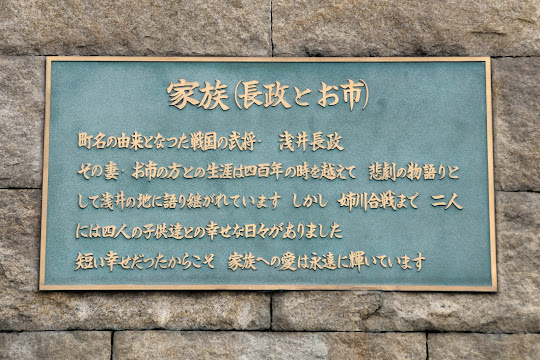 家族(長政とお市)
町名の由来となった戦国の武将・ 浅井長政
その妻・お市の方との生涯は四百年の時を越えて 悲劇の物語りと
して浅井の地に語り継がれています しかし 姉川合戦まで 二人
には四人の子供達との幸せな日々がありました
短い幸せだったからこそ 家族への愛は永遠に輝いています